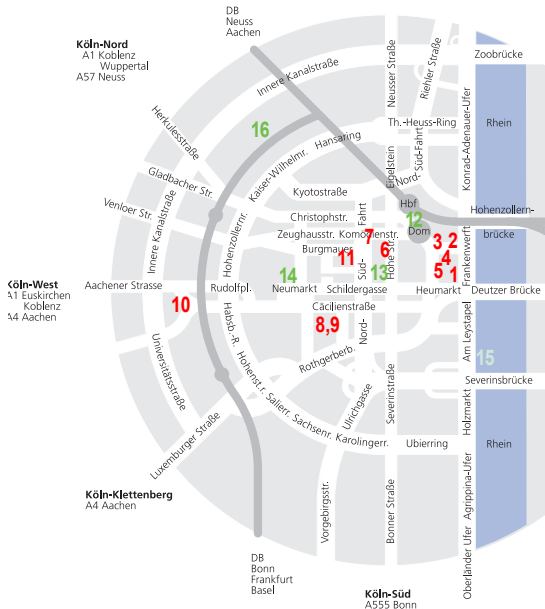 DB
Neuss
Aachen
Köln-Nord
A1 Koblenz
Wuppertal
A57 Neuss
Innere Kanalstraße
Neusser Straße
Riehler Straße
Zoobrücke
Herkulesstraße
16
Hansaring
Th.-Heuss-Ring
Konrad-Adenauer-Ufer
Rhein
Gladbacher Str.
Kaiser-Wilhelmr.
Eigelstein
Nord-
Süd-Fahrt
Venloer Str.
Kyotostraße
Hbf
12
Dom
Hohenzollern-
brücke
Christophstr.
Fahrt
Zeughausstr.
Komödienstr.
7
3
2
Innere Kanalstraße
Hohenzollernr.
Burgmauer
11
6
4
Frankenwerft
Süd-
Hohe Str.
14
13
5
1
Köln-West
A1 Euskirchen
Koblenz
A4 Aachen
Aachener Strasse
Rudolfpl.
Neumarkt
Schildergasse
Heumarkt
Deutzer Brücke
10
Cäcilienstraße
8,9
Nord-
Habsb.-R.
Am Leystapel
15
Universitätsstraße
Rothgerberb.
Hohenstr.
Salierr.
Sachsenr.
Karolingerr.
Ulrichgasse
Severinstraße
Holzmarkt
Severinsbrücke
Luxemburger Straße
Ubierring
Rhein
Köln-Klettenberg
A4 Aachen
Vorgebirgsstr.
Bonner Straße
Agrippina-Ufer
Oberländer Ufer
DB
Bonn
Frankfurt
Basel
Köln-Süd
A555 Bonn